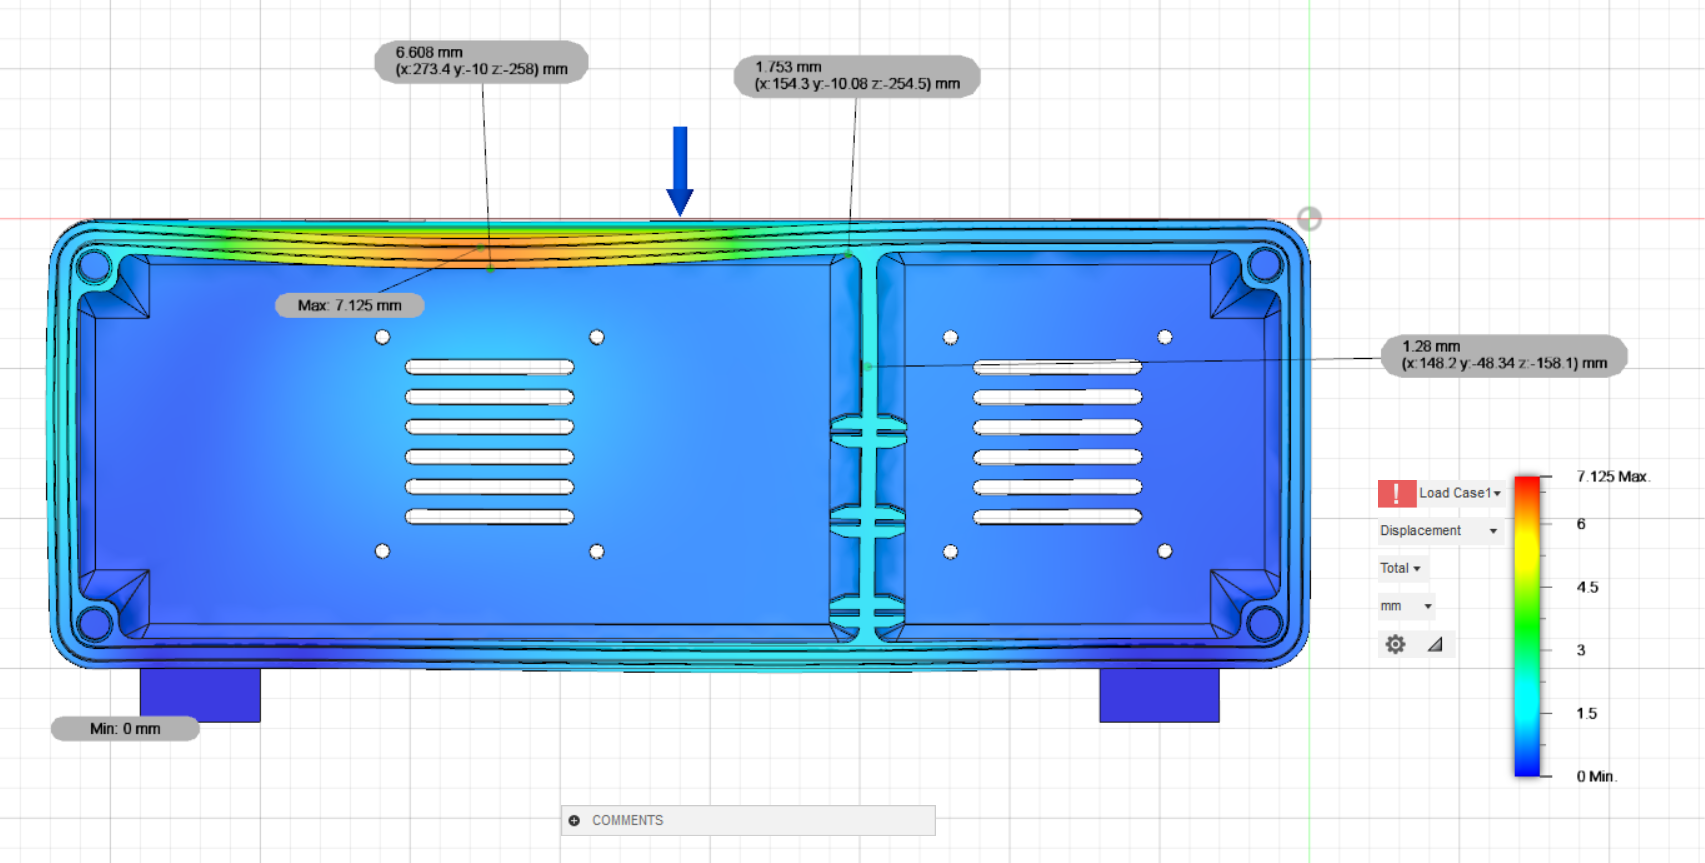 6.608 mm
(x:273.4 y:-10 z:-258) mm
1.753 mm
(x:154.3 y:-10.08 z:-254.5) mm
Max: 7.125 mm
1.28 mm
(x:148.2 y:-48.34 z:-158.1) mm
! Load Case1
Displacement
Total
mm
7.125 Max.
6
4.5
3
1.5
0 Min.
Min: 0 mm
COMMENTS